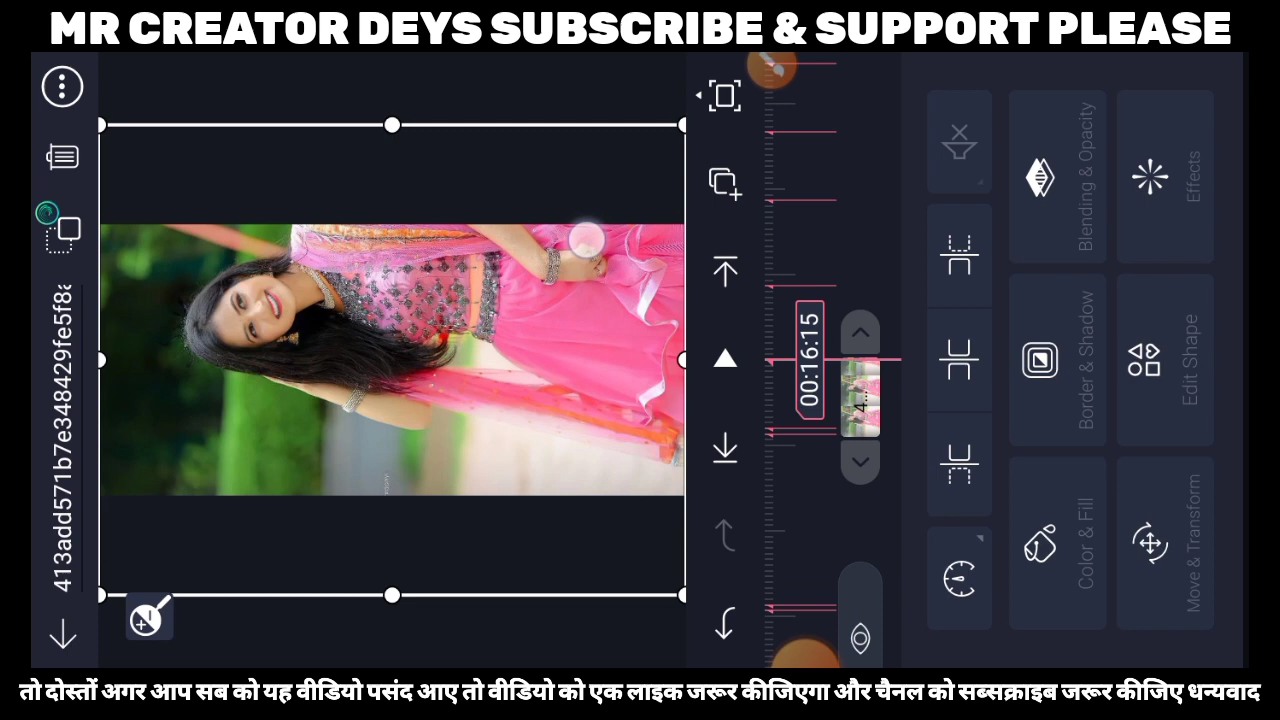 MR CREATOR DEYS SUBSCRIBE & SUPPORT PLEASE
413add571b7e348429fe5f8
00:16:15
4...
Blending & Opacity
Effects
Border & Shadow
Edit Shape
Color & Fill
Move & Transform
तो दोस्तों अगर आप सब को यह वीडियो पसंद आए तो वीडियो को एक लाइक जरूर कीजिएगा और चैनल को सब्सक्राइब जरूर कीजिए धन्यवाद